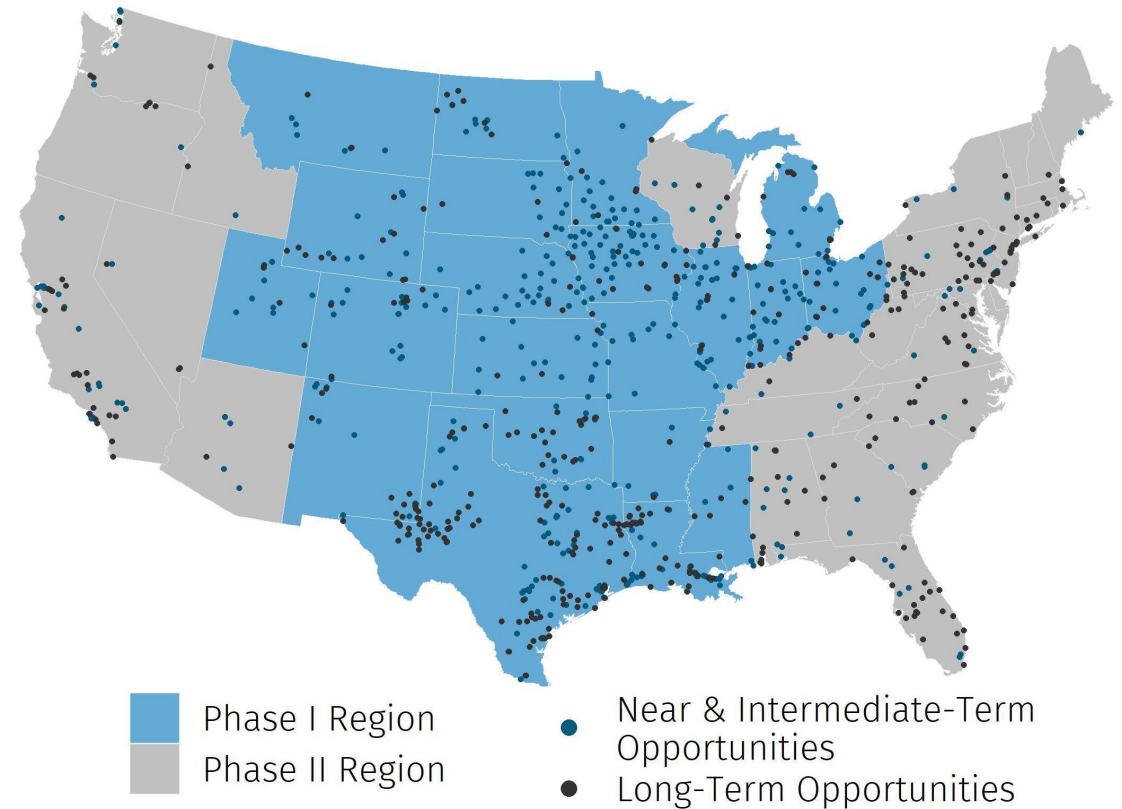 Phase I Region
Phase II Region
Near & Intermediate-Term
Opportunities
Long-Term Opportunities